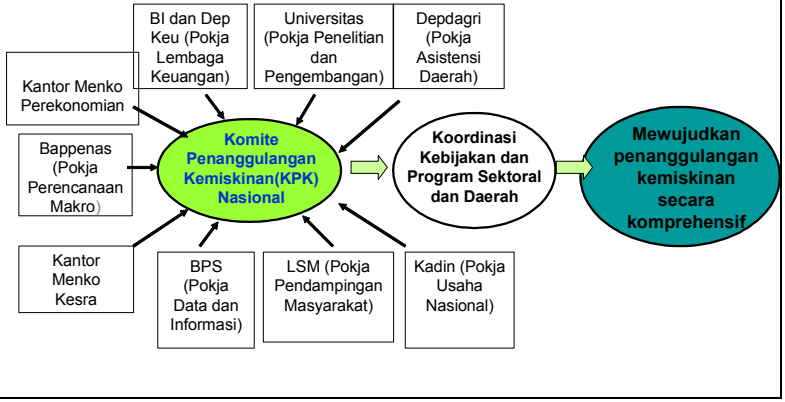 BI dan Dep
Keu (Pokja
Lembaga
Keuangan)
Universitas
(Pokja Penelitian
dan
Pengembangan)
Depdagri
(Pokja
Asistensi
Daerah)
Kantor Menko
Perekonomian
Bappenas
(Pokja
Perencanaan
Makro)
Komite
Penanggulangan
Kemiskinan(KPK)
Nasional
Koordinasi
Kebijakan dan
Program Sektoral
dan Daerah
Mewujudkan
penanggulangan
kemiskinan
secara
komprehensif
Kantor
Menko
Kesra
BPS
(Pokja
Data dan
Informasi)
LSM (Pokja
Pendampingan
Masyarakat)
Kadin (Pokja
Usaha
Nasional)